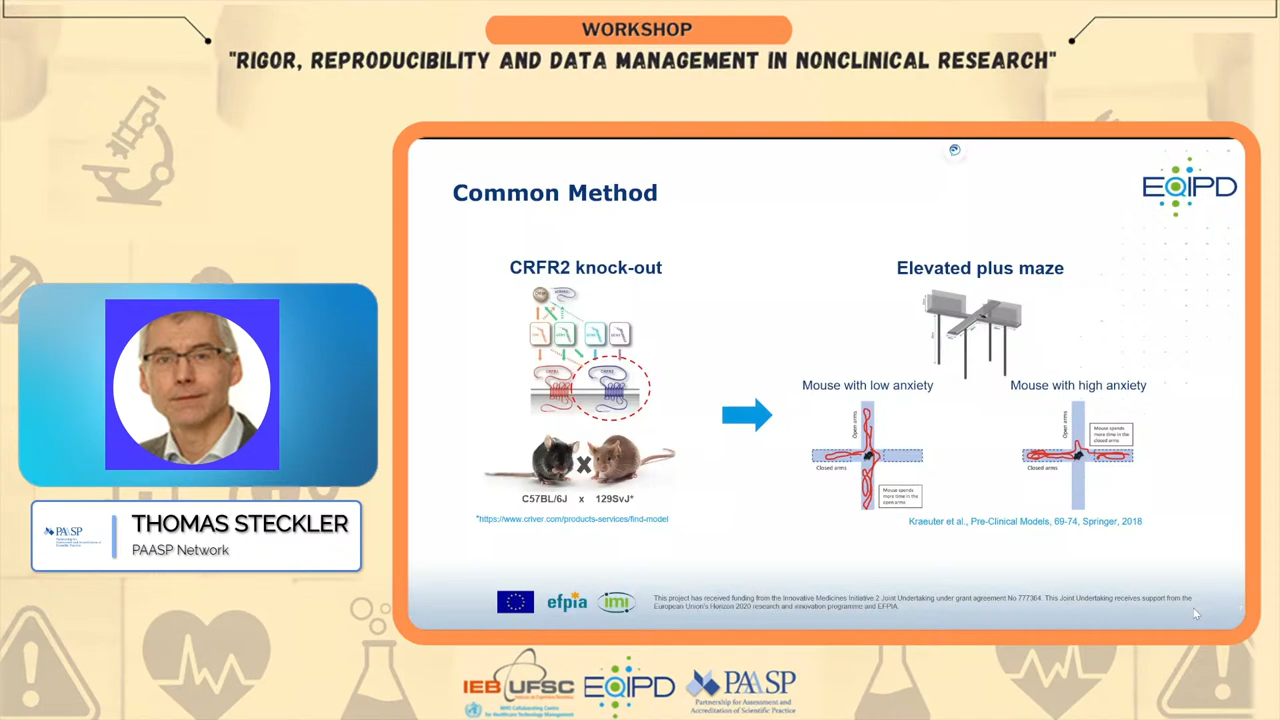 WORKSHOP
"RIGOR, REPRODUCIBILITY AND DATA MANAGEMENT IN NONCLINICAL RESEARCH"
Common Method
EQIPD
CRFR2 knock-out
Elevated plus maze
Mouse with low anxiety
Mouse with high anxiety
Open arms
Closed arms
Mouse spends
more time in the
open arms
Open arms
Closed arms
Mouse spends
more time in the
closed arms
C57BL/6J x 129SvJ*
*https://www.criver.com/products-services/find-model
Kraeuter et al., Pre-Clinical Models, 69-74, Springer, 2018
efpia
imi
This project has received funding from the Innovative Medicines Initiative 2 Joint Undertaking under grant agreement No 777364. This Joint Undertaking receives support from the
European Union's Horizon 2020 research and innovation programme and EFPIA.
PAASP
THOMAS STECKLER
PAASP Network
IEB UFSC
WHO Collaborating Centre
for Healthcare Technology Management
EQIPD
PAASP
Partnership for Assessment and
Accreditation of Scientific Practice